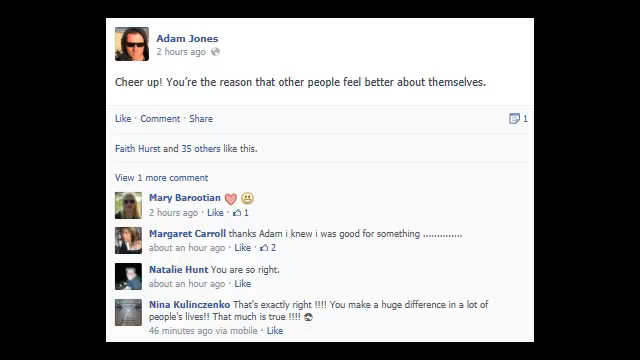 Adam Jones
2 hours ago
Cheer up! You're the reason that other people feel better about themselves.
Like · Comment · Share 1
Faith Hurst and 35 others like this.
View 1 more comment
Mary Barootian
2 hours ago · Like · 1
Margaret Carroll thanks Adam i knew i was good for something ..............
about an hour ago · Like · 2
Natalie Hunt You are so right.
about an hour ago · Like
Nina Kulinczenko That's exactly right !!!! You make a huge difference in a lot of
people's lives!! That much is true !!!!
46 minutes ago via mobile · Like